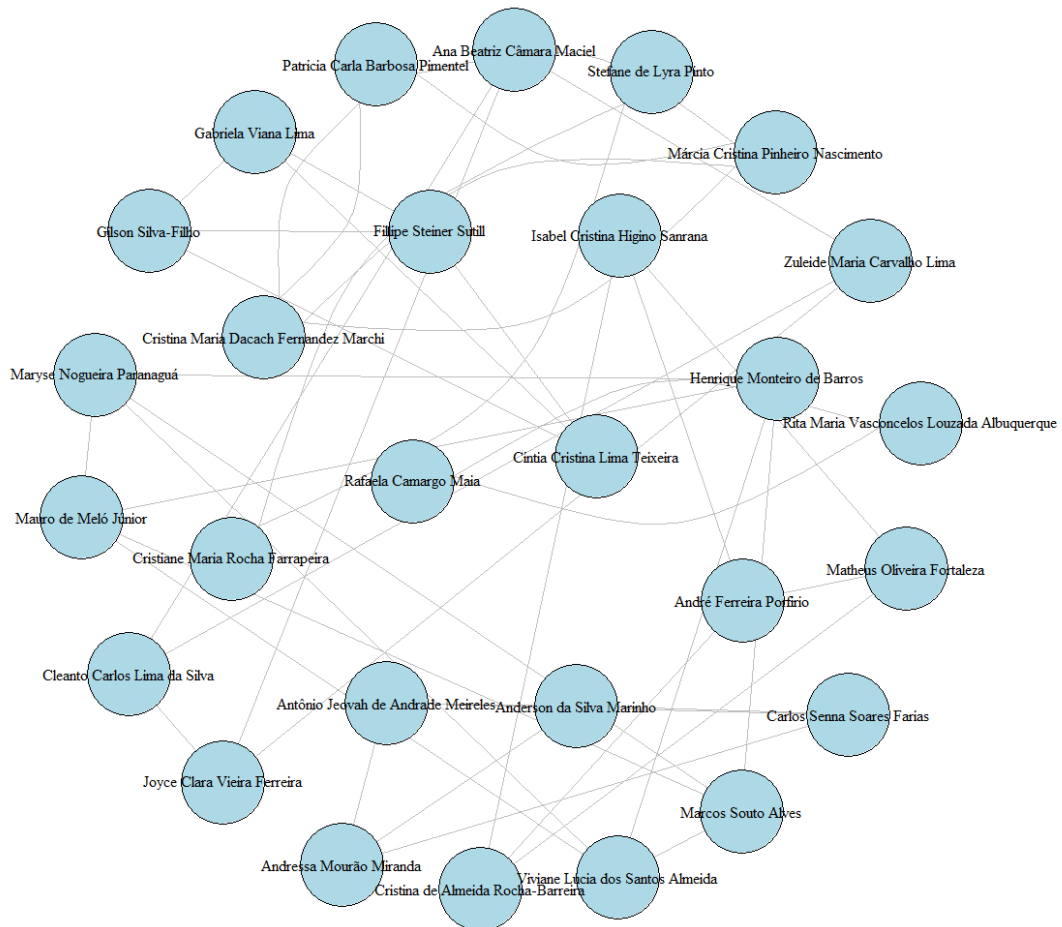 Ana Beatriz Câmara Maciel
Patricia Carla Barbosa Pimentel
Stefane de Lyra Pinto
Gabriela Viana Lima
Márcia Cristina Pinheiro Nascimento
Gilson Silva-Filho
Fillipe Steiner Sutill
Isabel Cristina Higino Sanrana
Zuleide Maria Carvalho Lima
Cristina Maria Dacach Fernandez Marchi
Maryse Nogueira Paranaguá
Henrique Monteiro de Barros
Rita Maria Vasconcelos Louzada Albuquerque
Cintia Cristina Lima Teixeira
Rafaela Camargo Maia
Mauro de Meló Júnior
Cristiane Maria Rocha Farrapeira
Matheus Oliveira Fortaleza
André Ferreira Porfirio
Cleanto Carlos Lima da Silva
Antônio Jeovah de Andrade Meireles
Anderson da Silva Marinho
Carlos Senna Soares Farias
Joyce Clara Vieira Ferreira
Marcos Souto Alves
Andressa Mourão Miranda
Viviane Lúcia dos Santos Almeida
Cristina de Almeida Rocha-Barreira